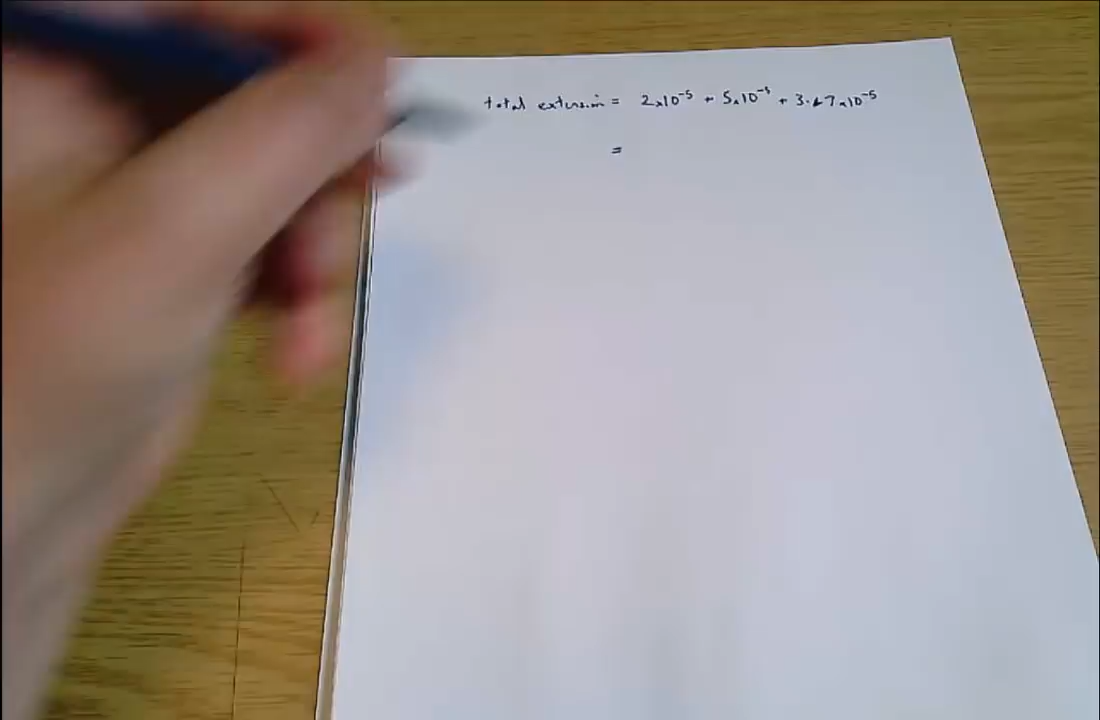 total extension = 2x10⁻⁵ + 5x10⁻⁵ + 3.67x10⁻⁵
=